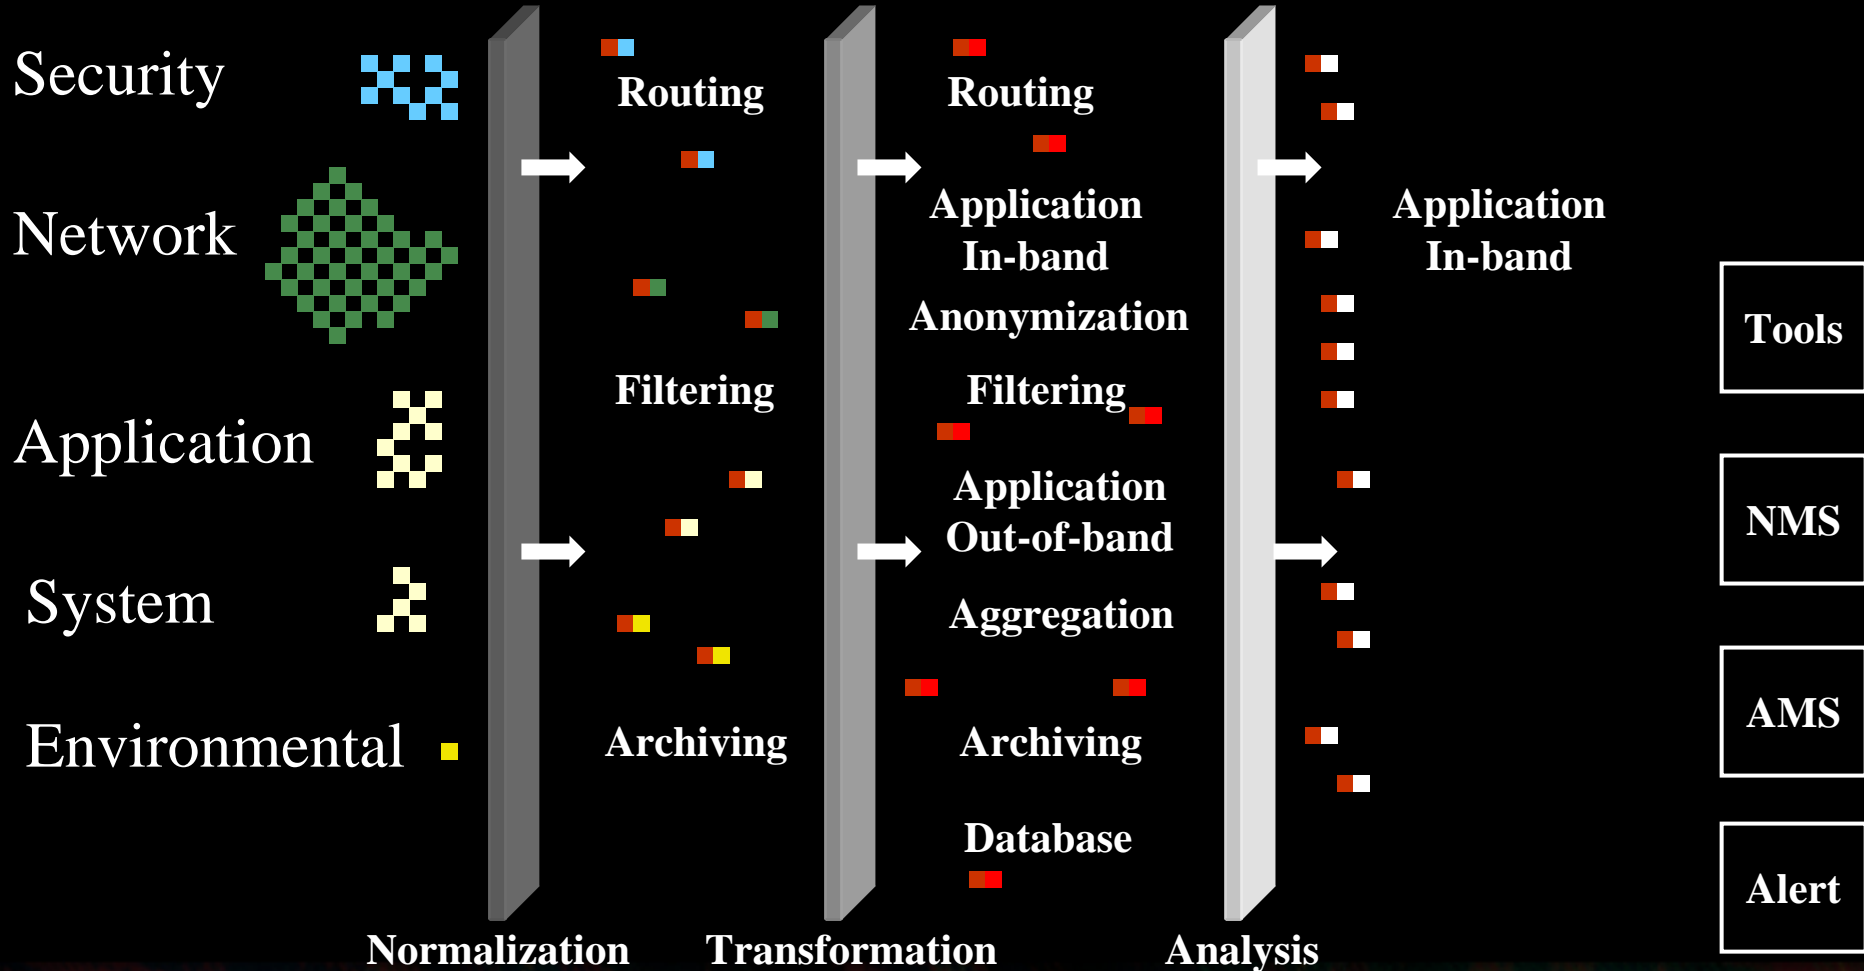 Security
Network
Application
System
Environmental
Routing
Filtering
Archiving
Routing
Application
In-band
Anonymization
Filtering
Application
Out-of-band
Aggregation
Archiving
Database
Application
In-band
Tools
NMS
AMS
Alert
Normalization
Transformation
Analysis